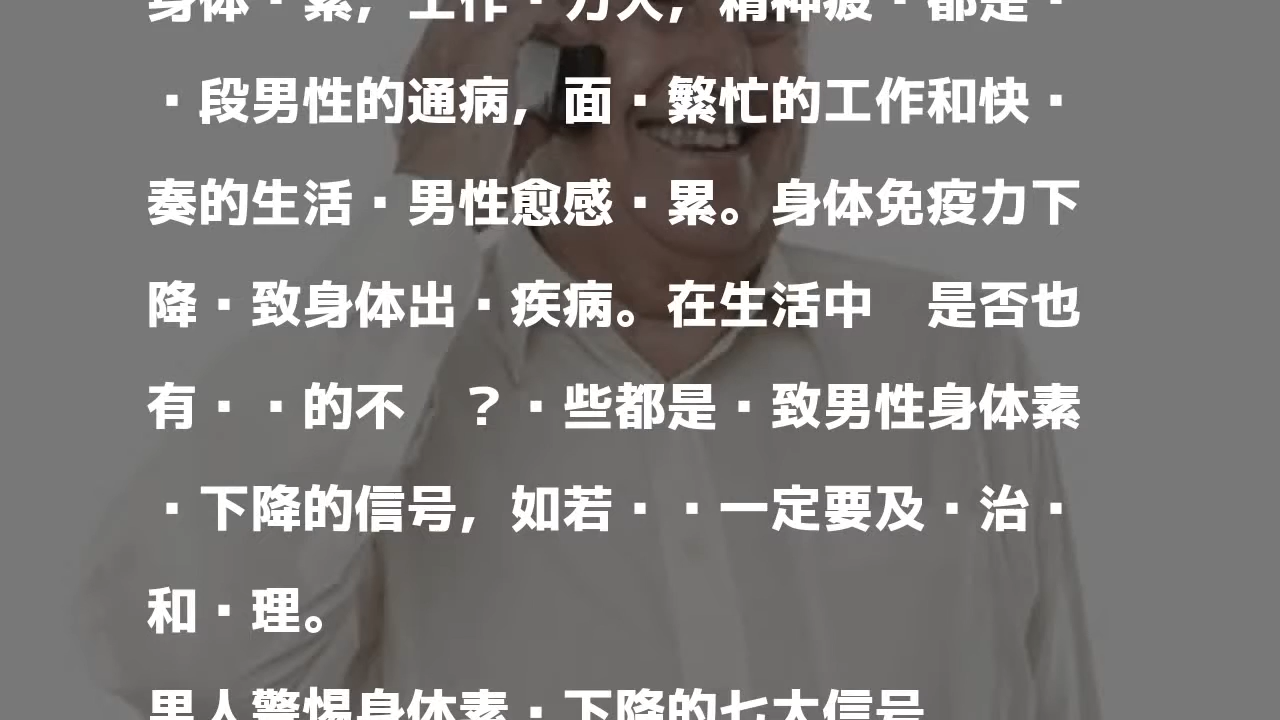 身体·累，工作·力大，精神疲·都是·
·段男性的通病，面·繁忙的工作和快·
奏的生活·男性愈感·累。身体免疫力下
降·致身体出·疾病。在生活中　是否也
有··的不　？·些都是·致男性身体素
·下降的信号，如若··一定要及·治·
和·理。
男人警惕身体素·下降的七大信号